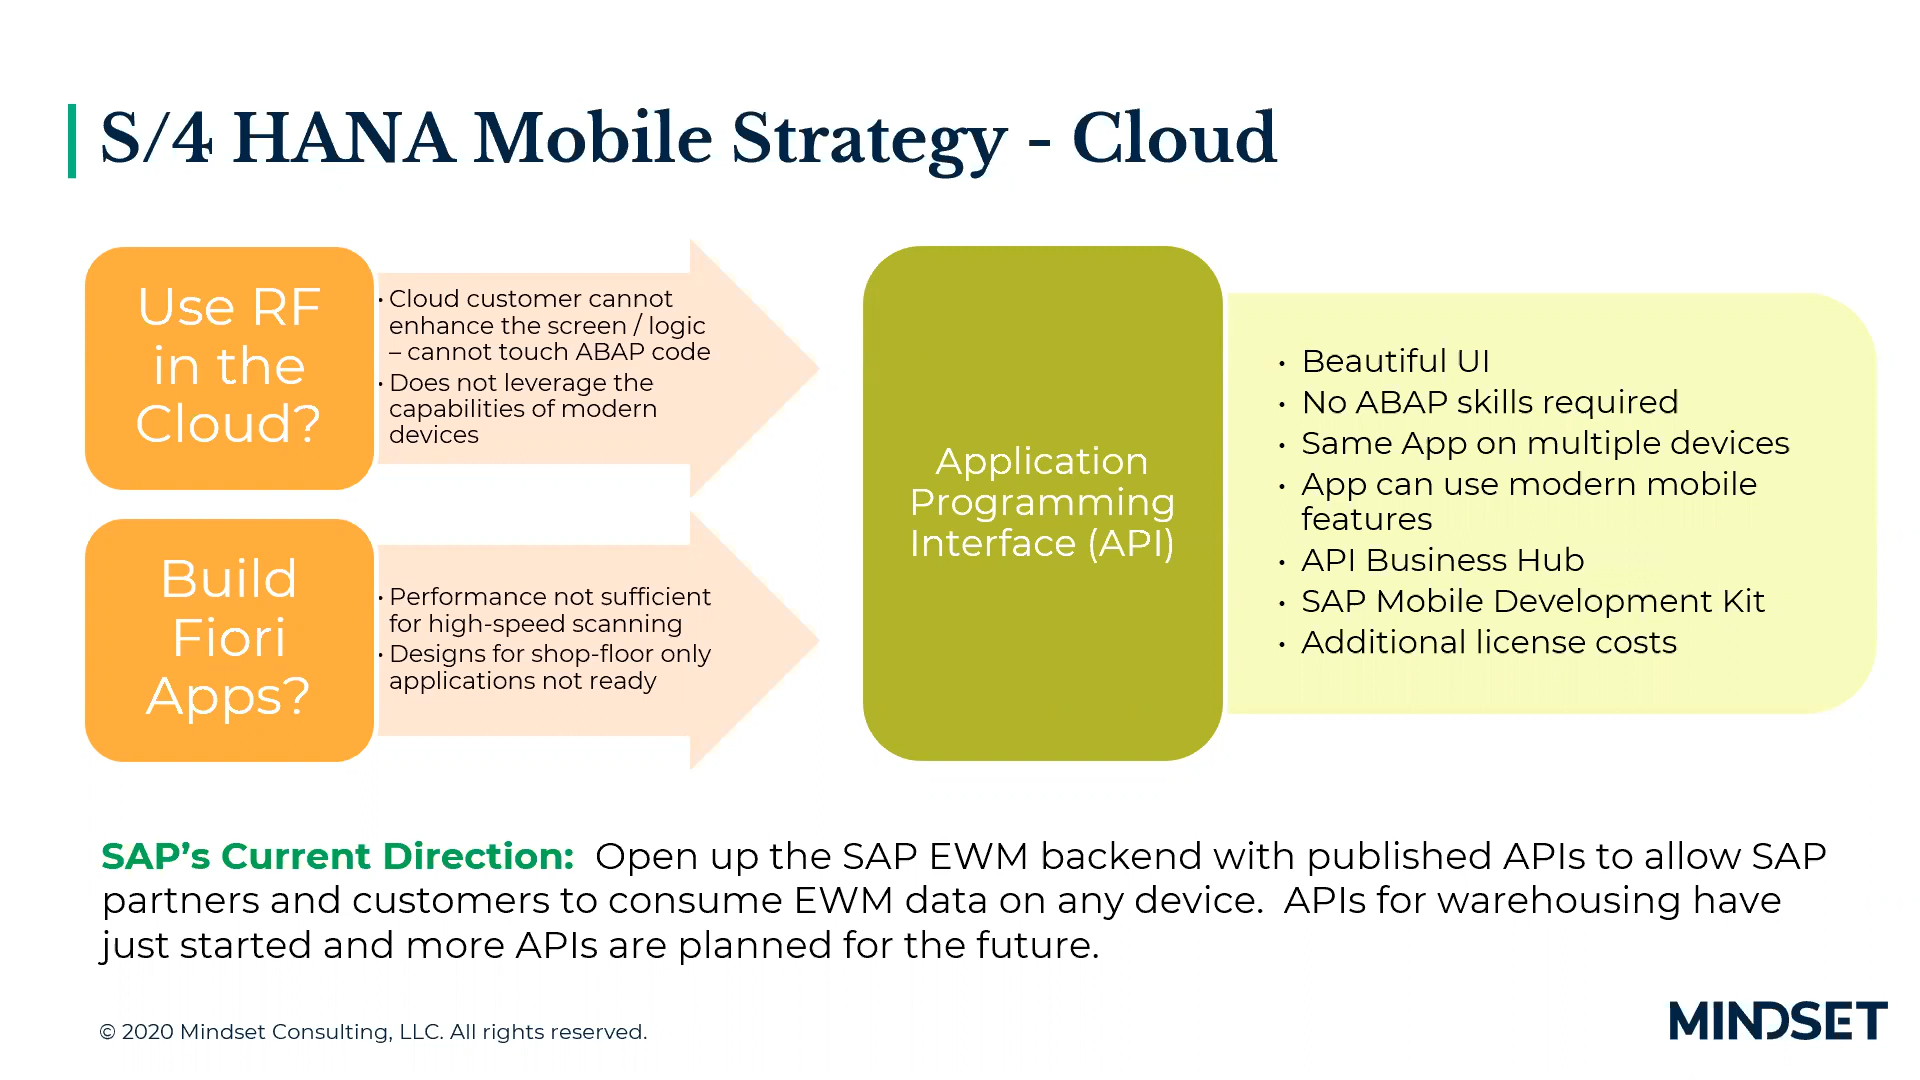 S/4 HANA Mobile Strategy - Cloud
Use RF
in the
Cloud?
• Cloud customer cannot
enhance the screen / logic
– cannot touch ABAP code
• Does not leverage the
capabilities of modern
devices
Build
Fiori
Apps?
• Performance not sufficient
for high-speed scanning
• Designs for shop-floor only
applications not ready
Application
Programming
Interface (API)
• Beautiful UI
• No ABAP skills required
• Same App on multiple devices
• App can use modern mobile
features
• API Business Hub
• SAP Mobile Development Kit
• Additional license costs
SAP’s Current Direction: Open up the SAP EWM backend with published APIs to allow SAP
partners and customers to consume EWM data on any device. APIs for warehousing have
just started and more APIs are planned for the future.
© 2020 Mindset Consulting, LLC. All rights reserved.
MINDSET